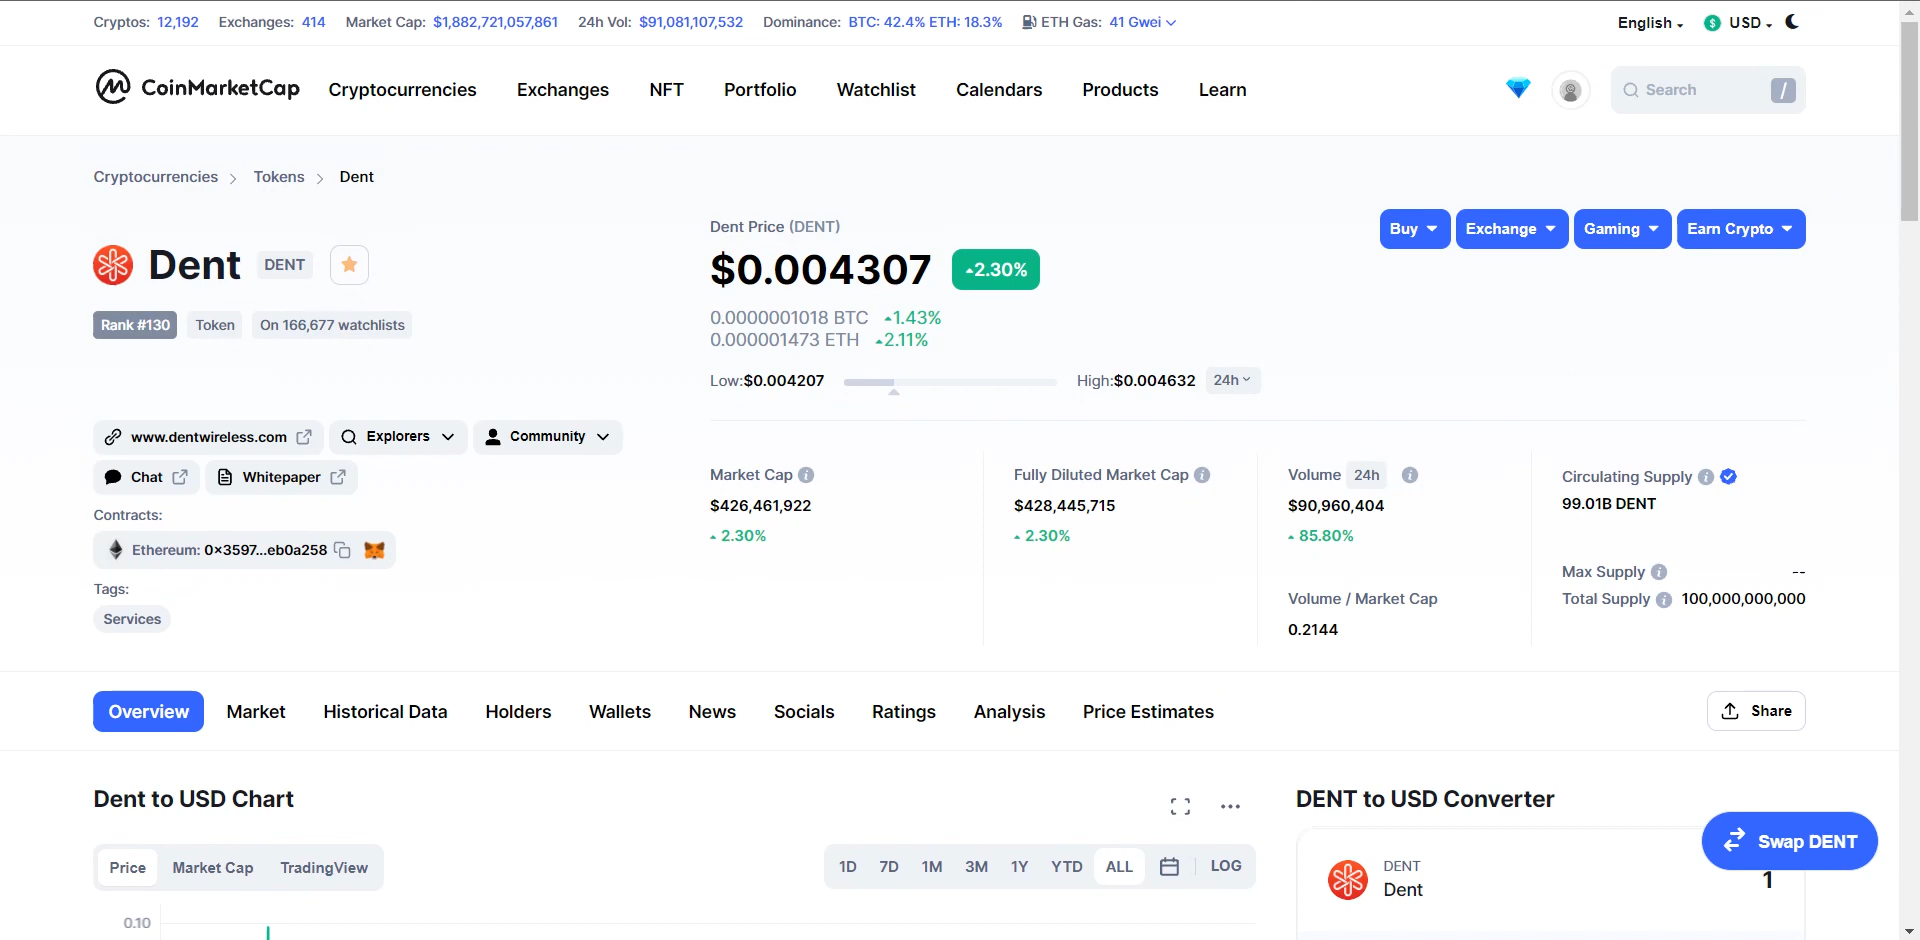 Cryptos: 12,192 Exchanges: 414 Market Cap: $1,882,721,057,861 24h Vol: $91,081,107,532 Dominance: BTC: 42.4% ETH: 18.3% ETH Gas: 41 Gwei English USD
CoinMarketCap Cryptocurrencies Exchanges NFT Portfolio Watchlist Calendars Products Learn Search /
Cryptocurrencies > Tokens > Dent
Dent DENT
Rank #130 Token On 166,677 watchlists
www.dentwireless.com Explorers Community
Chat Whitepaper
Contracts:
Ethereum: 0x3597...eb0a258
Tags:
Services
Dent Price (DENT)
$0.004307 2.30%
0.0000001018 BTC 1.43%
0.000001473 ETH 2.11%
Low:$0.004207 High:$0.004632 24h
Buy Exchange Gaming Earn Crypto
Market Cap
$426,461,922
2.30%
Fully Diluted Market Cap
$428,445,715
2.30%
Volume 24h
$90,960,404
85.80%
Volume / Market Cap
0.2144
Circulating Supply
99.01B DENT
Max Supply --
Total Supply 100,000,000,000
Overview Market Historical Data Holders Wallets News Socials Ratings Analysis Price Estimates Share
Dent to USD Chart
Price Market Cap TradingView 1D 7D 1M 3M 1Y YTD ALL LOG
0.10
DENT to USD Converter
Swap DENT
DENT
Dent 1